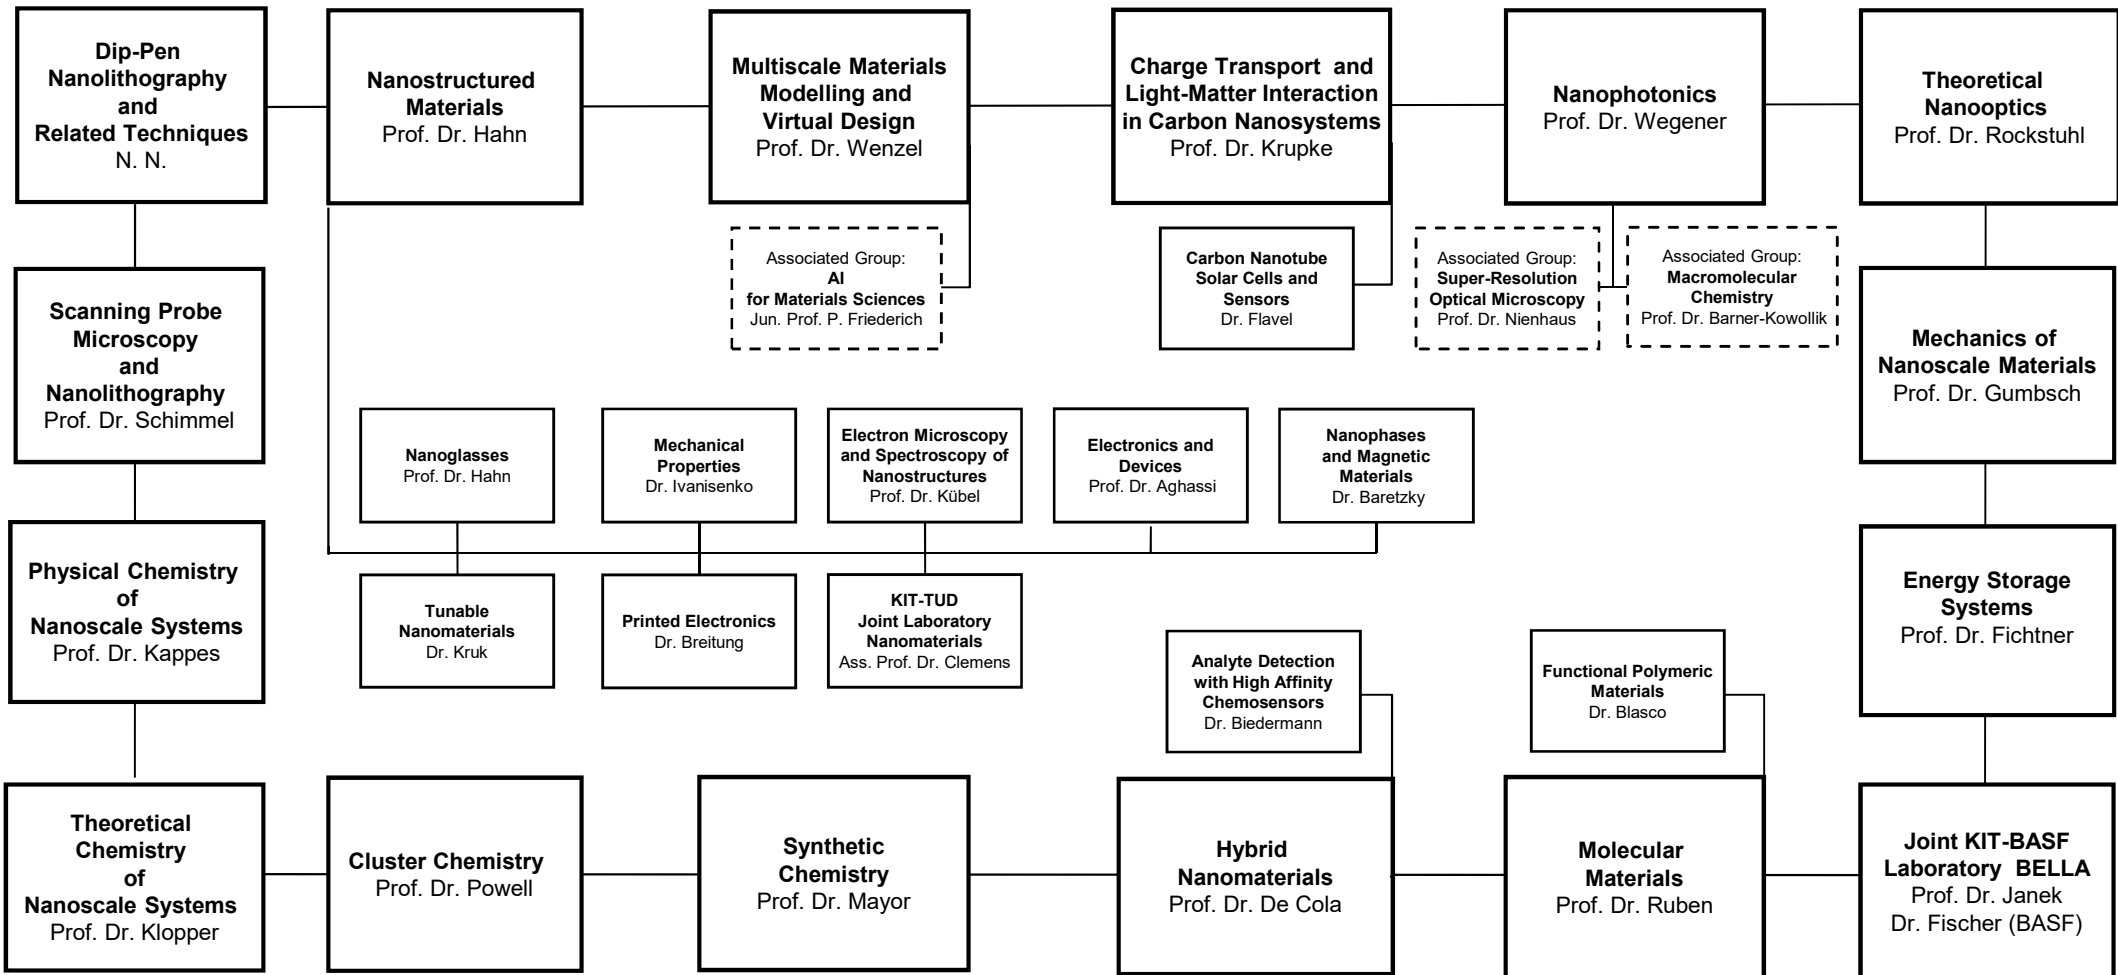 Dip-Pen
Nanolithography
and
Related Techniques
N. N.
Nanostructured
Materials
Prof. Dr. Hahn
Multiscale Materials
Modelling and
Virtual Design
Prof. Dr. Wenzel
Charge Transport and
Light-Matter Interaction
in Carbon Nanosystems
Prof. Dr. Krupke
Nanophotonics
Prof. Dr. Wegener
Theoretical
Nanooptics
Prof. Dr. Rockstuhl
Associated Group:
AI
for Materials Sciences
Jun. Prof. P. Friederich
Carbon Nanotube
Solar Cells and
Sensors
Dr. Flavel
Associated Group:
Super-Resolution
Optical Microscopy
Prof. Dr. Nienhaus
Associated Group:
Macromolecular
Chemistry
Prof. Dr. Barner-Kowollik
Scanning Probe
Microscopy
and
Nanolithography
Prof. Dr. Schimmel
Mechanics of
Nanoscale Materials
Prof. Dr. Gumbsch
Nanoglasses
Prof. Dr. Hahn
Mechanical
Properties
Dr. Ivanisenko
Electron Microscopy
and Spectroscopy of
Nanostructures
Prof. Dr. Kübel
Electronics and
Devices
Prof. Dr. Aghassi
Nanophases
and Magnetic
Materials
Dr. Baretzky
Physical Chemistry
of
Nanoscale Systems
Prof. Dr. Kappes
Tunable
Nanomaterials
Dr. Kruk
Printed Electronics
Dr. Breitung
KIT-TUD
Joint Laboratory
Nanomaterials
Ass. Prof. Dr. Clemens
Analyte Detection
with High Affinity
Chemosensors
Dr. Biedermann
Functional Polymeric
Materials
Dr. Blasco
Energy Storage
Systems
Prof. Dr. Fichtner
Theoretical
Chemistry
of
Nanoscale Systems
Prof. Dr. Klopper
Cluster Chemistry
Prof. Dr. Powell
Synthetic
Chemistry
Prof. Dr. Mayor
Hybrid
Nanomaterials
Prof. Dr. De Cola
Molecular
Materials
Prof. Dr. Ruben
Joint KIT-BASF
Laboratory BELLA
Prof. Dr. Janek
Dr. Fischer (BASF)